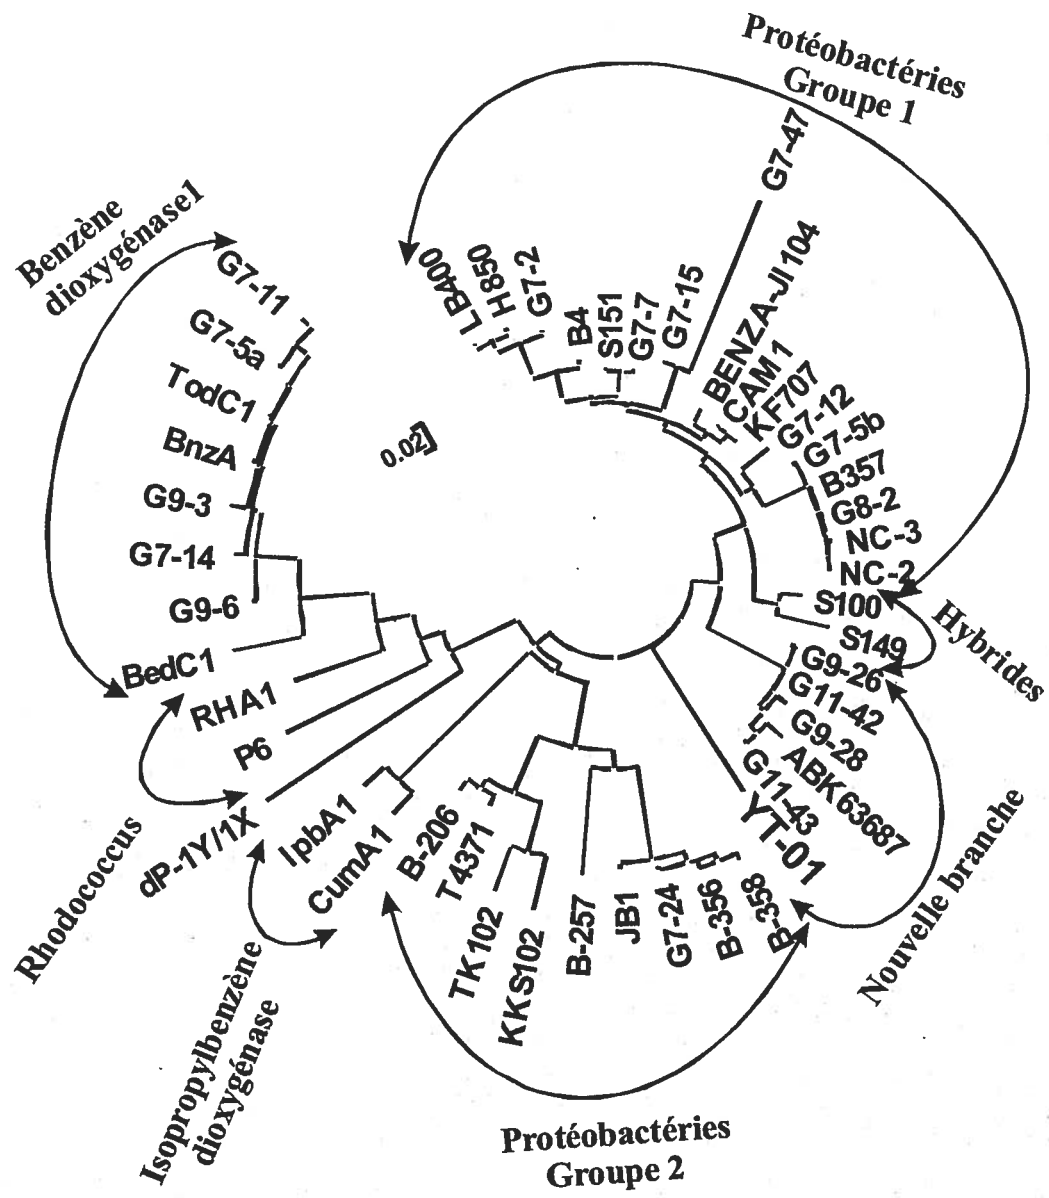 Protéobactéries
Groupe 1
G7-47
Benzène
dioxygénase1
G7-11
G7-5a
TodC1
BnzA
G9-3
G7-14
G9-6
BedC1
RHA1
P6
dP-1Y/1X
LB400
H850
G7-2
B4
S151
G7-7
G7-15
BENZA-JI104
CAM 1
KF707
G7-12
G7-5b
B357
G8-2
NC-3
NC-2
S100
S149
Hybrides
G9-26
G11-42
G9-28
ABK63687
G11-43
YT-01
Nouvelle branche
0.02
IpbA1
CumA1
B-206
T4371
TK102
KKS102
B-257
JB1
G7-24
B-356
B-358
Rhodococcus
Isopropylbenzène
dioxygénase
Protéobactéries
Groupe 2